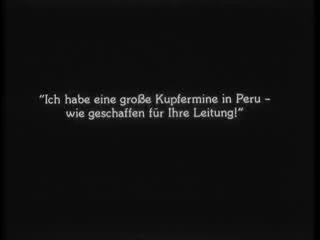 "Ich habe eine große Kupfermine in Peru –
wie geschaffen für Ihre Leitung!"